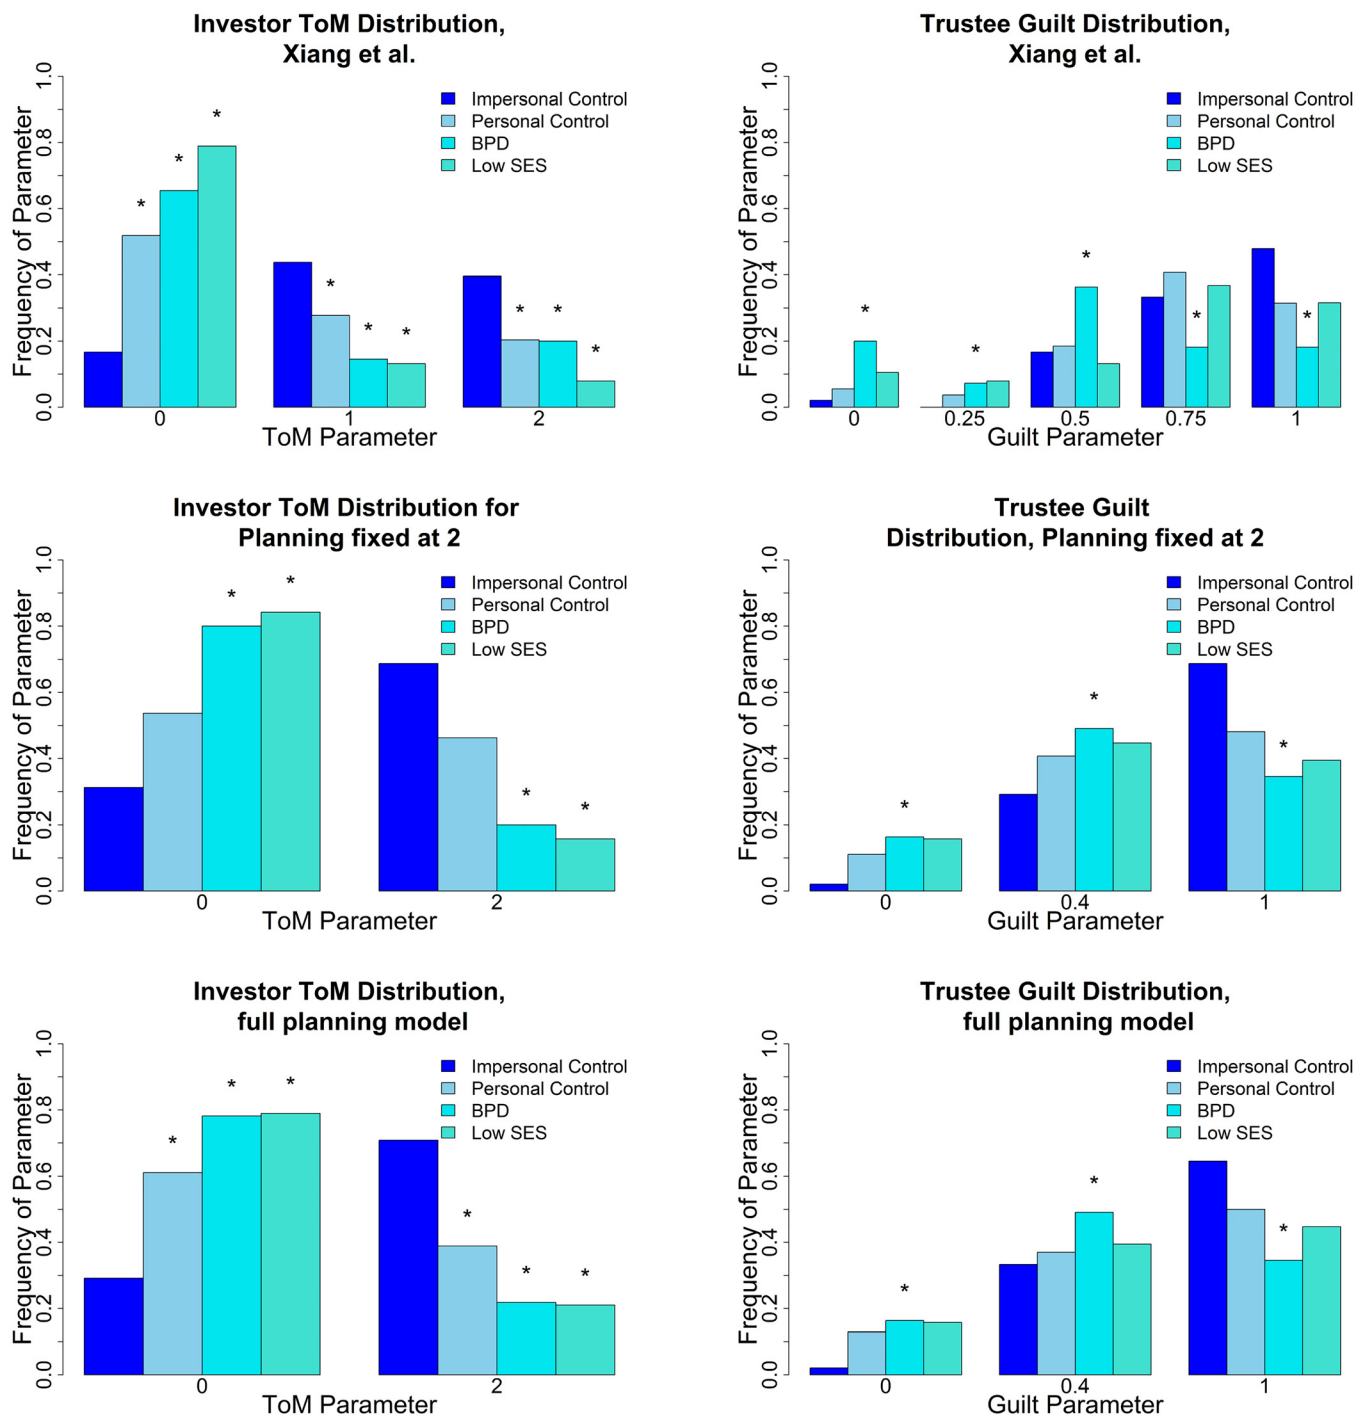 Investor ToM Distribution,
Xiang et al.
Frequency of Parameter
0.0 0.2 0.4 0.6 0.8 1.0
Impersonal Control
Personal Control
BPD
Low SES
* * *
* * *
* * *
0 1 2
ToM Parameter
Trustee Guilt Distribution,
Xiang et al.
Frequency of Parameter
0.0 0.2 0.4 0.6 0.8 1.0
Impersonal Control
Personal Control
BPD
Low SES
* * * * *
0 0.25 0.5 0.75 1
Guilt Parameter
Investor ToM Distribution for
Planning fixed at 2
Frequency of Parameter
0.0 0.2 0.4 0.6 0.8 1.0
Impersonal Control
Personal Control
BPD
Low SES
* *
* *
0 2
ToM Parameter
Trustee Guilt
Distribution, Planning fixed at 2
Frequency of Parameter
0.0 0.2 0.4 0.6 0.8 1.0
Impersonal Control
Personal Control
BPD
Low SES
* * *
0 0.4 1
Guilt Parameter
Investor ToM Distribution,
full planning model
Frequency of Parameter
0.0 0.2 0.4 0.6 0.8 1.0
Impersonal Control
Personal Control
BPD
Low SES
* * *
* * *
0 2
ToM Parameter
Trustee Guilt Distribution,
full planning model
Frequency of Parameter
0.0 0.2 0.4 0.6 0.8 1.0
Impersonal Control
Personal Control
BPD
Low SES
* * *
0 0.4 1
Guilt Parameter